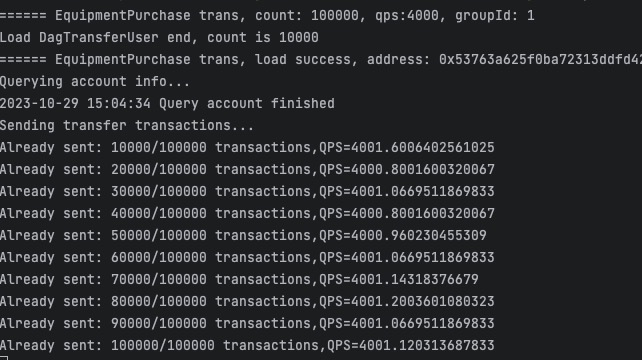 ====== EquipmentPurchase trans, count: 100000, qps:4000, groupId: 1
Load DagTransferUser end, count is 10000
====== EquipmentPurchase trans, load success, address: 0x53763a625f0ba72313ddfd42
Querying account info...
2023-10-29 15:04:34 Query account finished
Sending transfer transactions...
Already sent: 10000/100000 transactions,QPS=4001.6006402561025
Already sent: 20000/100000 transactions,QPS=4000.8001600320067
Already sent: 30000/100000 transactions,QPS=4001.0669511869833
Already sent: 40000/100000 transactions,QPS=4000.8001600320067
Already sent: 50000/100000 transactions,QPS=4000.960230455309
Already sent: 60000/100000 transactions,QPS=4001.0669511869833
Already sent: 70000/100000 transactions,QPS=4001.14318376679
Already sent: 80000/100000 transactions,QPS=4001.2003601080323
Already sent: 90000/100000 transactions,QPS=4001.0669511869833
Already sent: 100000/100000 transactions,QPS=4001.120313687833